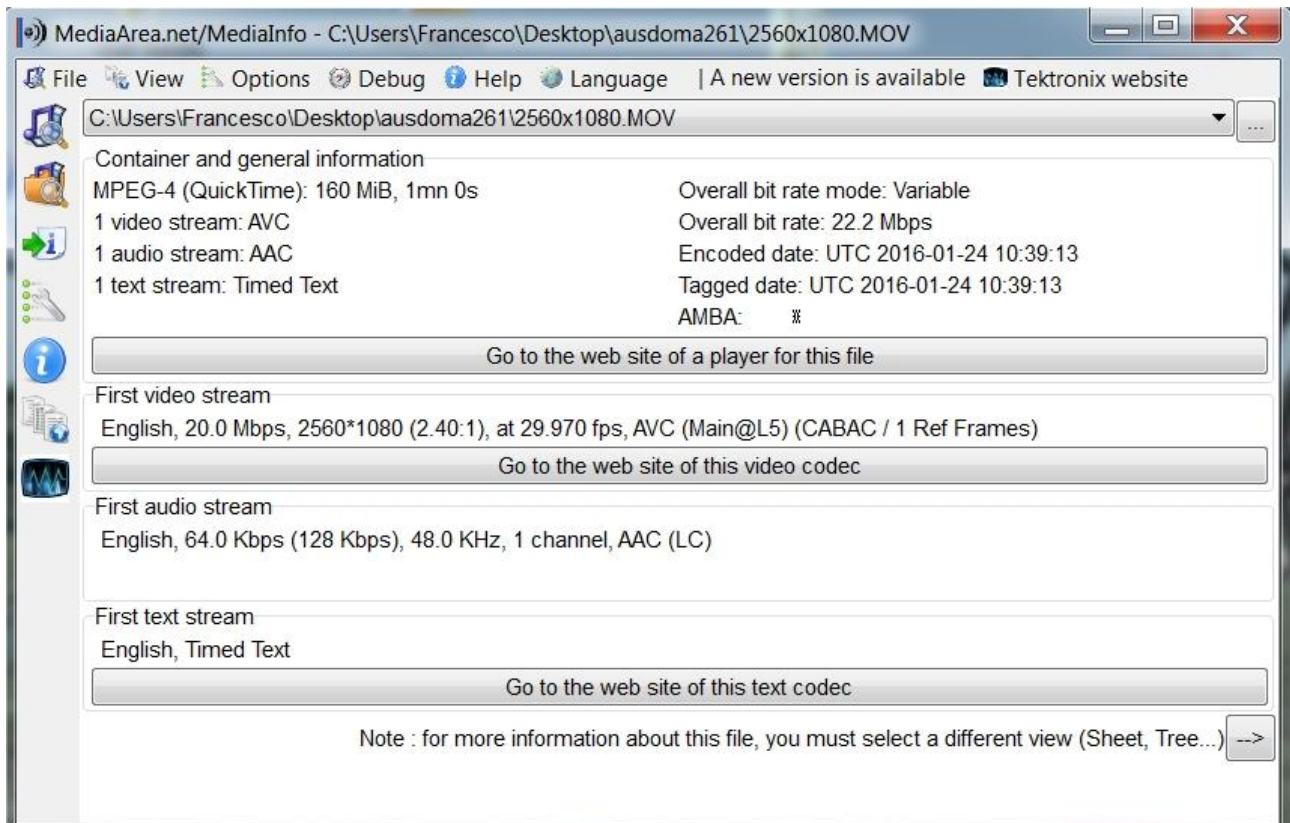 MediaArea.net/MediaInfo - C:\Users\Francesco\Desktop\ausdoma261\2560x1080.MOV
File View Options Debug Help Language | A new version is available Tektronix website
C:\Users\Francesco\Desktop\ausdoma261\2560x1080.MOV
...
Container and general information
MPEG-4 (QuickTime): 160 MiB, 1mn 0s
1 video stream: AVC
1 audio stream: AAC
1 text stream: Timed Text
Overall bit rate mode: Variable
Overall bit rate: 22.2 Mbps
Encoded date: UTC 2016-01-24 10:39:13
Tagged date: UTC 2016-01-24 10:39:13
AMBA:
Go to the web site of a player for this file
First video stream
English, 20.0 Mbps, 2560*1080 (2.40:1), at 29.970 fps, AVC (Main@L5) (CABAC / 1 Ref Frames)
Go to the web site of this video codec
First audio stream
English, 64.0 Kbps (128 Kbps), 48.0 KHz, 1 channel, AAC (LC)
First text stream
English, Timed Text
Go to the web site of this text codec
Note : for more information about this file, you must select a different view (Sheet, Tree...)
-->